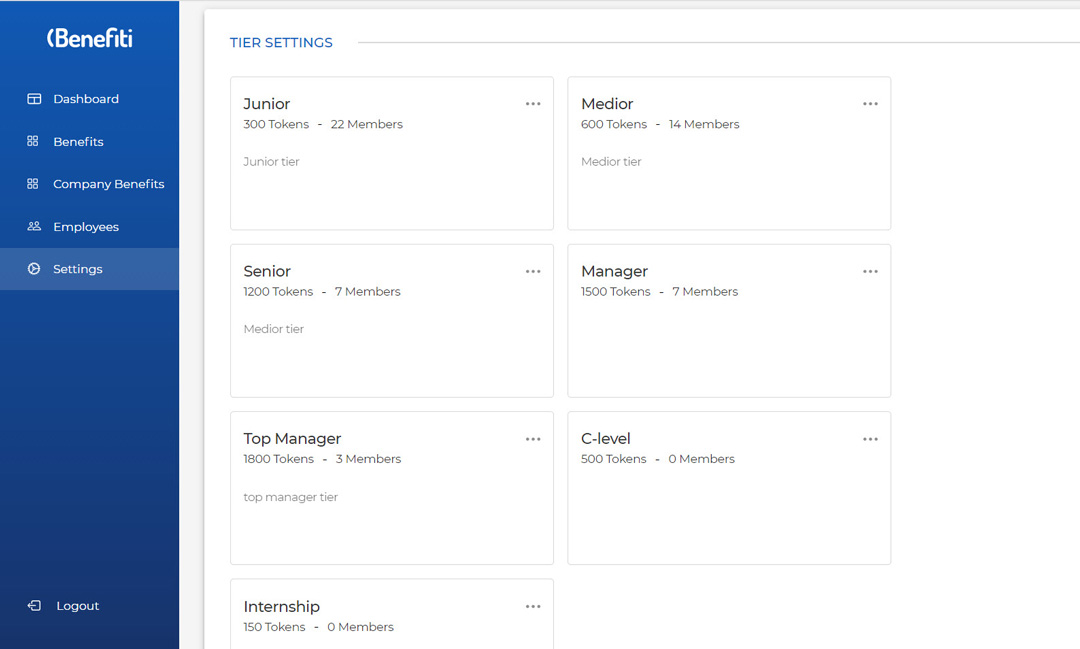 Benefiti
Dashboard
Benefits
Company Benefits
Employees
Settings
Logout
TIER SETTINGS
Junior
300 Tokens - 22 Members
Junior tier
Medior
600 Tokens - 14 Members
Medior tier
Senior
1200 Tokens - 7 Members
Medior tier
Manager
1500 Tokens - 7 Members
Top Manager
1800 Tokens - 3 Members
top manager tier
C-level
500 Tokens - 0 Members
Internship
150 Tokens - 0 Members